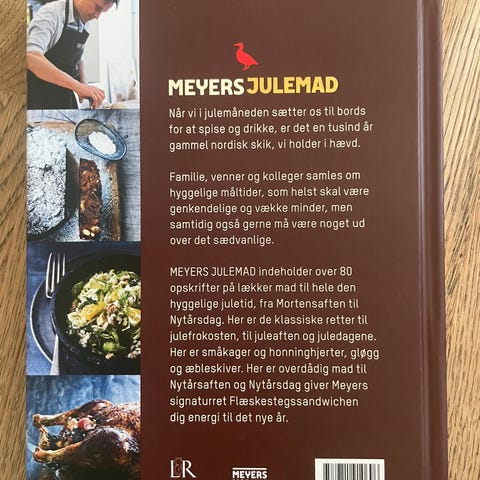 MEYERS JULEMAD
Når vi i julemåneden sætter os til bords
for at spise og drikke, er det en tusind år
gammel nordisk skik, vi holder i hævd.
Familie, venner og kolleger samles om
hyggelige måltider, som helst skal være
genkendelige og vække minder, men
samtidig også gerne må være noget ud
over det sædvanlige.
MEYERS JULEMAD indeholder over 80
opskrifter på lækker mad til hele den
hyggelige juletid, fra Mortensaften til
Nytårsdag. Her er de klassiske retter til
julefrokosten, til juleaften og juledagene.
Her er småkager og honninghjerter, gløgg
og æbleskiver. Her er overdådig mad til
Nytårsaften og Nytårsdag giver Meyers
signaturret Flæskestegssandwichen
dig energi til det nye år.
L&R
MEYERS